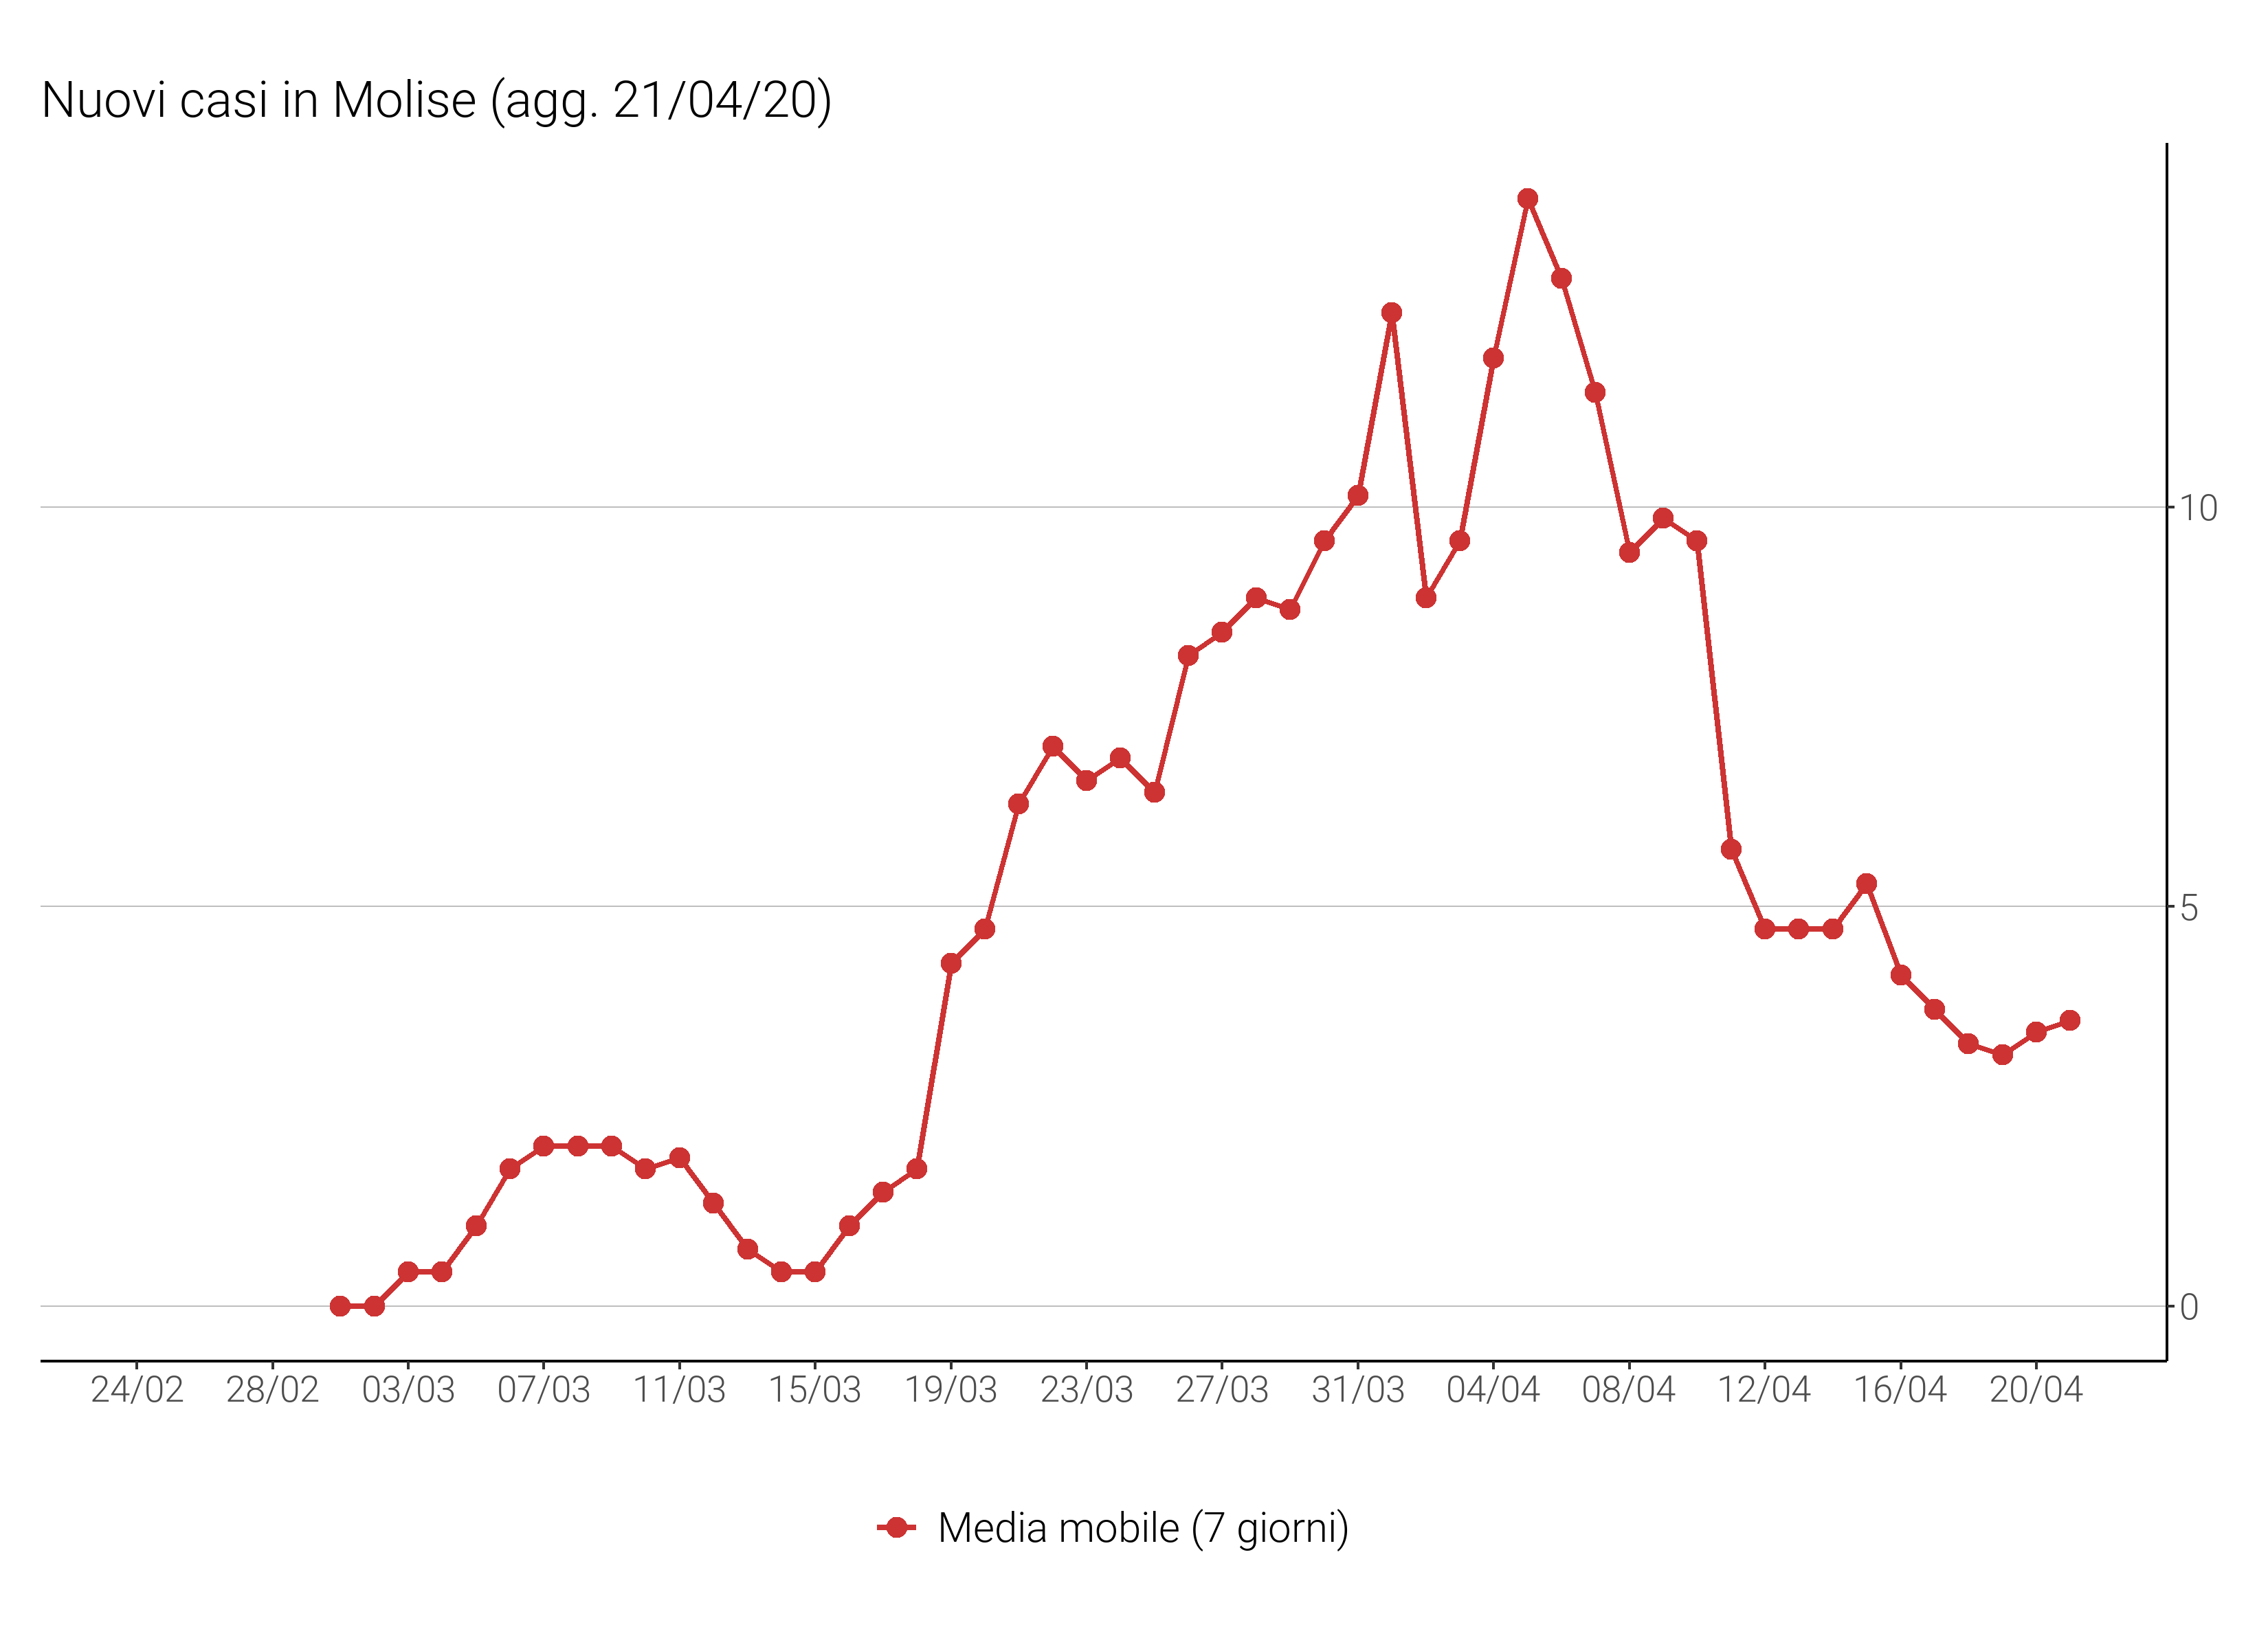 Nuovi casi in Molise (agg. 21/04/20)
10
5
0
24/02 28/02 03/03 07/03 11/03 15/03 19/03 23/03 27/03 31/03 04/04 08/04 12/04 16/04 20/04
Media mobile (7 giorni)